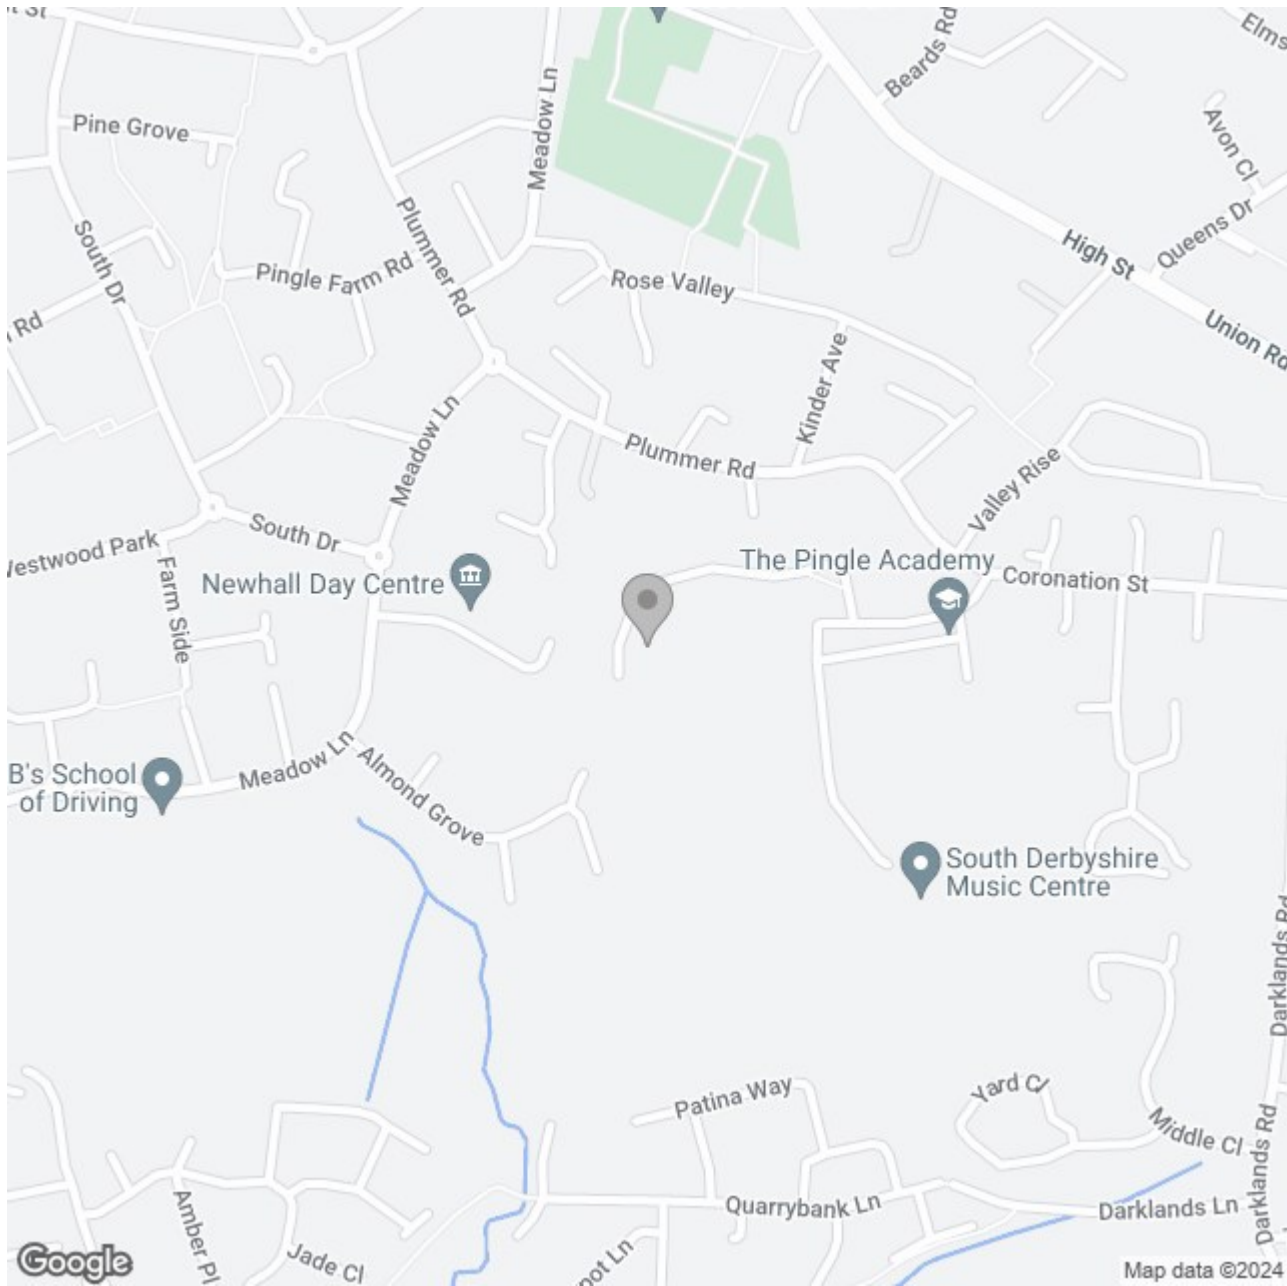 Elms
Beards Rd
Meadow Ln
Pine Grove
Avon Cl
Plummer Rd
South Dr
Queens Dr
High St
Pingle Farm Rd
Rose Valley
Rd
Union Rd
Kinder Ave
Meadow Ln
Plummer Rd
Valley Rise
South Dr
Westwood Park
The Pingle Academy
Coronation St
Newhall Day Centre
Farm Side
Meadow Ln
Almond Grove
B's School
of Driving
South Derbyshire
Music Centre
Darklands Rd
Patina Way
Yard Cl
Middle Cl
Darklands Rd
Amber Pl
Quarrybank Ln
Darklands Ln
Jade Cl
pot Ln
Google
Map data ©2024